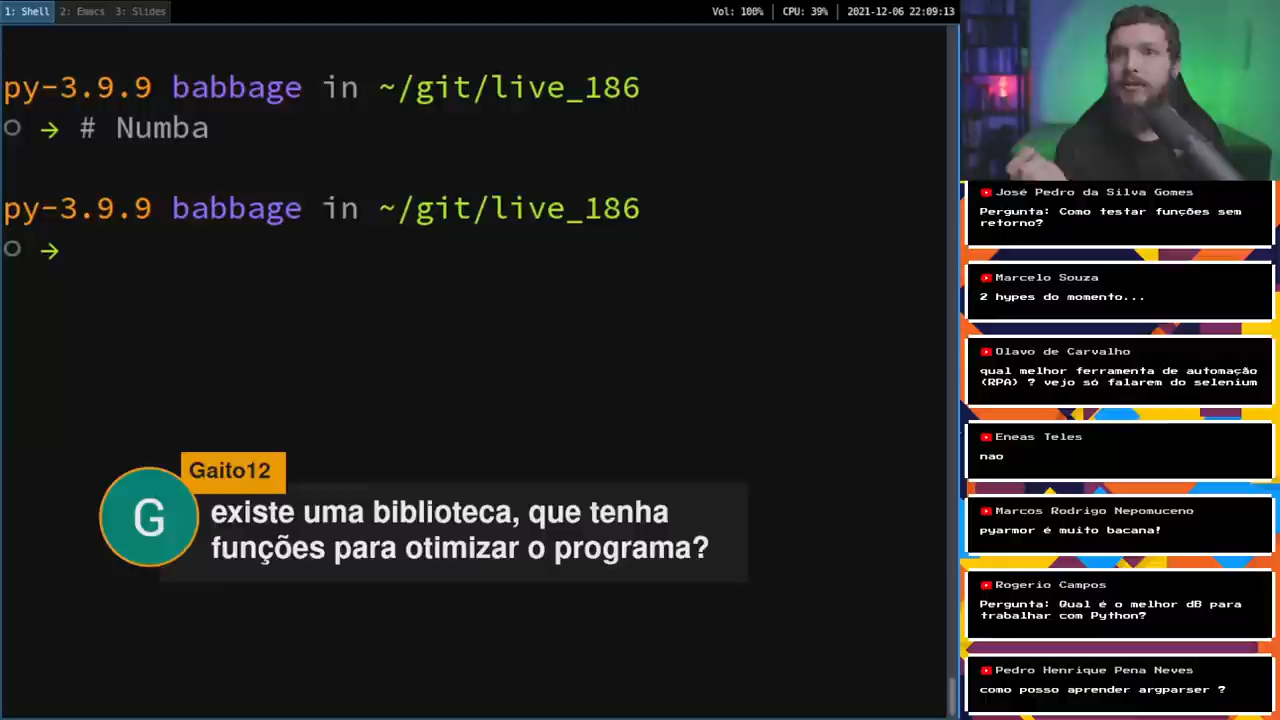 1: Shell 2: Emacs 3: Slides
Vol: 100% CPU: 39% 2021-12-06 22:09:13
py-3.9.9 babbage in ~/git/live_186
→ # Numba
py-3.9.9 babbage in ~/git/live_186
→
Gaito12
G
existe uma biblioteca, que tenha
funções para otimizar o programa?
José Pedro da Silva Gomes
Pergunta: Como testar funções sem
retorno?
Marcelo Souza
2 hypes do momento...
Olavo de Carvalho
qual melhor ferramenta de automação
(RPA) ? vejo só falarem do selenium
Eneas Teles
nao
Marcos Rodrigo Nepomuceno
pyarmor é muito bacana!
Rogerio Campos
Pergunta: Qual é o melhor dB para
trabalhar com Python?
Pedro Henrique Pena Neves
como posso aprender argparser ?